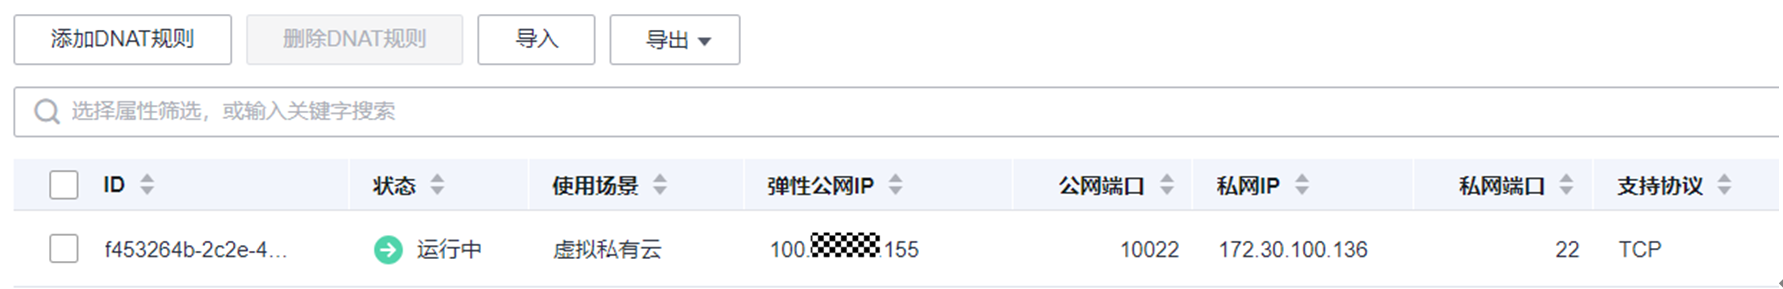 添加DNAT规则 删除DNAT规则 导入 导出
选择属性筛选，或输入关键字搜索
ID 状态 使用场景 弹性公网IP 公网端口 私网IP 私网端口 支持协议
f453264b-2c2e-4... 运行中 虚拟私有云 100. .155 10022 172.30.100.136 22 TCP